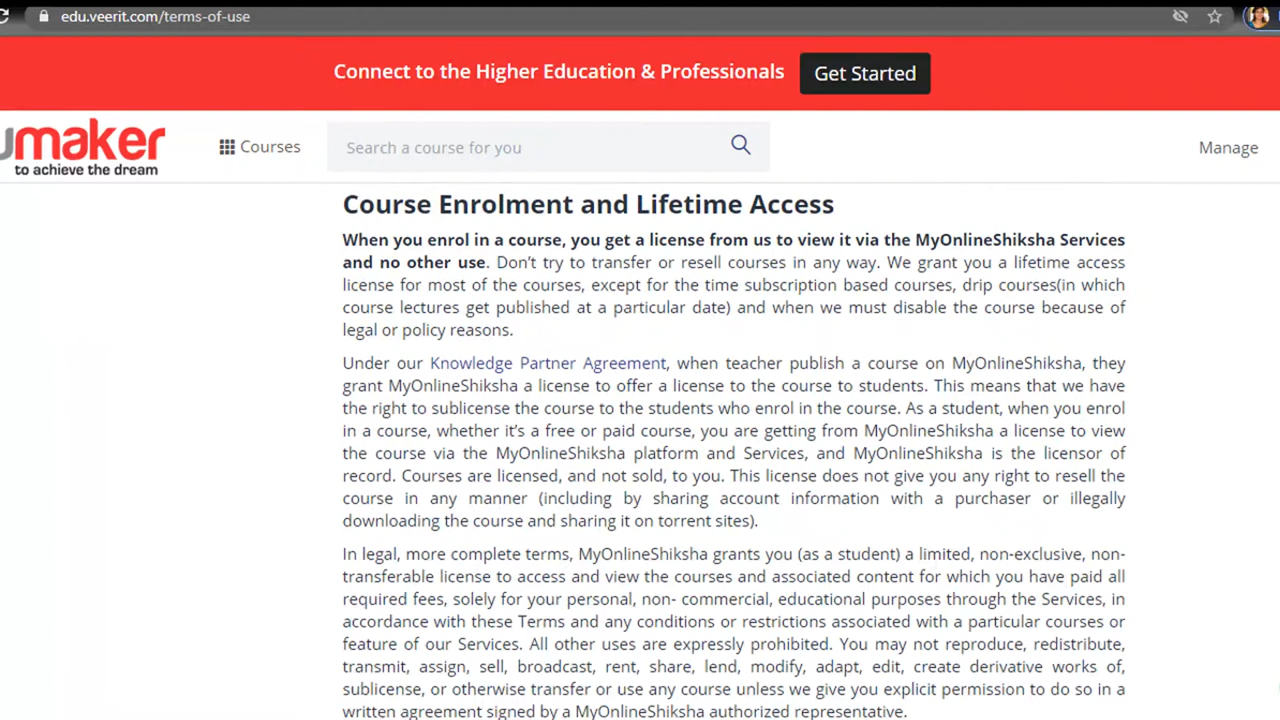 edu.veerit.com/terms-of-use
Connect to the Higher Education & Professionals
Get Started
umaker
to achieve the dream
Courses
Search a course for you
Manage
Course Enrolment and Lifetime Access
When you enrol in a course, you get a license from us to view it via the MyOnlineShiksha Services
and no other use. Don’t try to transfer or resell courses in any way. We grant you a lifetime access
license for most of the courses, except for the time subscription based courses, drip courses(in which
course lectures get published at a particular date) and when we must disable the course because of
legal or policy reasons.
Under our Knowledge Partner Agreement, when teacher publish a course on MyOnlineShiksha, they
grant MyOnlineShiksha a license to offer a license to the course to students. This means that we have
the right to sublicense the course to the students who enrol in the course. As a student, when you enrol
in a course, whether it’s a free or paid course, you are getting from MyOnlineShiksha a license to view
the course via the MyOnlineShiksha platform and Services, and MyOnlineShiksha is the licensor of
record. Courses are licensed, and not sold, to you. This license does not give you any right to resell the
course in any manner (including by sharing account information with a purchaser or illegally
downloading the course and sharing it on torrent sites).
In legal, more complete terms, MyOnlineShiksha grants you (as a student) a limited, non-exclusive, non-
transferable license to access and view the courses and associated content for which you have paid all
required fees, solely for your personal, non- commercial, educational purposes through the Services, in
accordance with these Terms and any conditions or restrictions associated with a particular courses or
feature of our Services. All other uses are expressly prohibited. You may not reproduce, redistribute,
transmit, assign, sell, broadcast, rent, share, lend, modify, adapt, edit, create derivative works of,
sublicense, or otherwise transfer or use any course unless we give you explicit permission to do so in a
written agreement signed by a MyOnlineShiksha authorized representative.